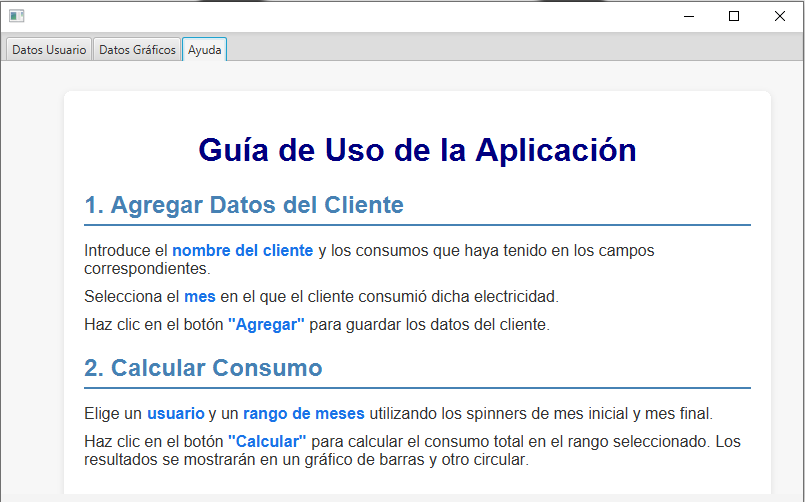 Datos Usuario Datos Gráficos Ayuda
Guía de Uso de la Aplicación
1. Agregar Datos del Cliente
Introduce el nombre del cliente y los consumos que haya tenido en los campos
correspondientes.
Selecciona el mes en el que el cliente consumió dicha electricidad.
Haz clic en el botón "Agregar" para guardar los datos del cliente.
2. Calcular Consumo
Elige un usuario y un rango de meses utilizando los spinners de mes inicial y mes final.
Haz clic en el botón "Calcular" para calcular el consumo total en el rango seleccionado. Los
resultados se mostrarán en un gráfico de barras y otro circular.